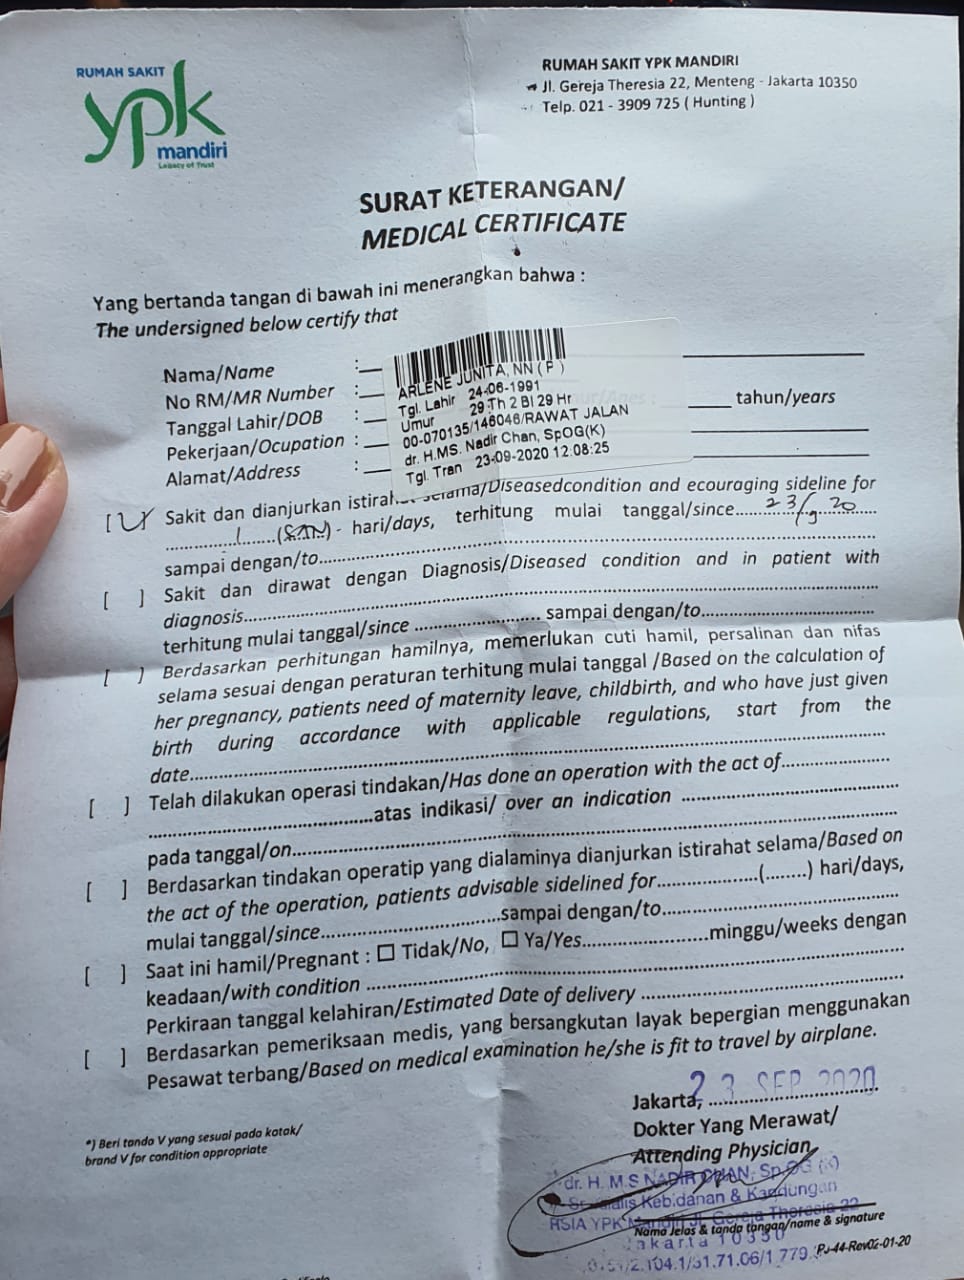 RUMAH SAKIT
ypk
mandiri
Legacy of Trust
RUMAH SAKIT YPK MANDIRI
Jl. Gereja Theresia 22, Menteng - Jakarta 10350
Telp. 021 - 3909 725 ( Hunting )
SURAT KETERANGAN/
MEDICAL CERTIFICATE
Yang bertanda tangan di bawah ini menerangkan bahwa :
The undersigned below certify that
Nama/Name :
No RM/MR Number :
Tanggal Lahir/DOB
Pekerjaan/Ocupation :
Alamat/Address :
ARLENE JUNITA, NN ( P )
Tgl. Lahir 24-06-1991
Umur 29 Th 2 Bl 29 Hr
00-070135/146046/RAWAT JALAN
dr. H.MS. Nadir Chan, SpOG(K)
Tgl. Tran 23-09-2020 12:08:25
tahun/years
[ V ] Sakit dan dianjurkan istirahat selama/Diseasedcondition and ecouraging sideline for
1 (SATU) - hari/days, terhitung mulai tanggal/since 23/9 20
sampai dengan/to
[ ] Sakit dan dirawat dengan Diagnosis/Diseased condition and in patient with
diagnosis
terhitung mulai tanggal/since sampai dengan/to
[ ] Berdasarkan perhitungan hamilnya, memerlukan cuti hamil, persalinan dan nifas
selama sesuai dengan peraturan terhitung mulai tanggal /Based on the calculation of
her pregnancy, patients need of maternity leave, childbirth, and who have just given
birth during accordance with applicable regulations, start from the
date
[ ] Telah dilakukan operasi tindakan/Has done an operation with the act of
atas indikasi/ over an indication
pada tanggal/on
[ ] Berdasarkan tindakan operatip yang dialaminya dianjurkan istirahat selama/Based on
the act of the operation, patients advisable sidelined for (........) hari/days,
mulai tanggal/since sampai dengan/to
[ ] Saat ini hamil/Pregnant : ☐ Tidak/No, ☐ Ya/Yes minggu/weeks dengan
keadaan/with condition
Perkiraan tanggal kelahiran/Estimated Date of delivery
[ ] Berdasarkan pemeriksaan medis, yang bersangkutan layak bepergian menggunakan
Pesawat terbang/Based on medical examination he/she is fit to travel by airplane.
Jakarta, 23 SEP 2020
Dokter Yang Merawat/
Attending Physician
*) Beri tanda V yang sesuai pada kotak/
brand V for condition appropriate
dr. H. M.S NADIR CHAN, Sp.OG (K)
Spesialis Kebidanan & Kandungan
RSIA YPK Mandiri Jl. Gereja Theresia 22
Nama Jelas & tanda tangan/name & signature
Jakarta 10350
PJ-44-Rev02-01-20